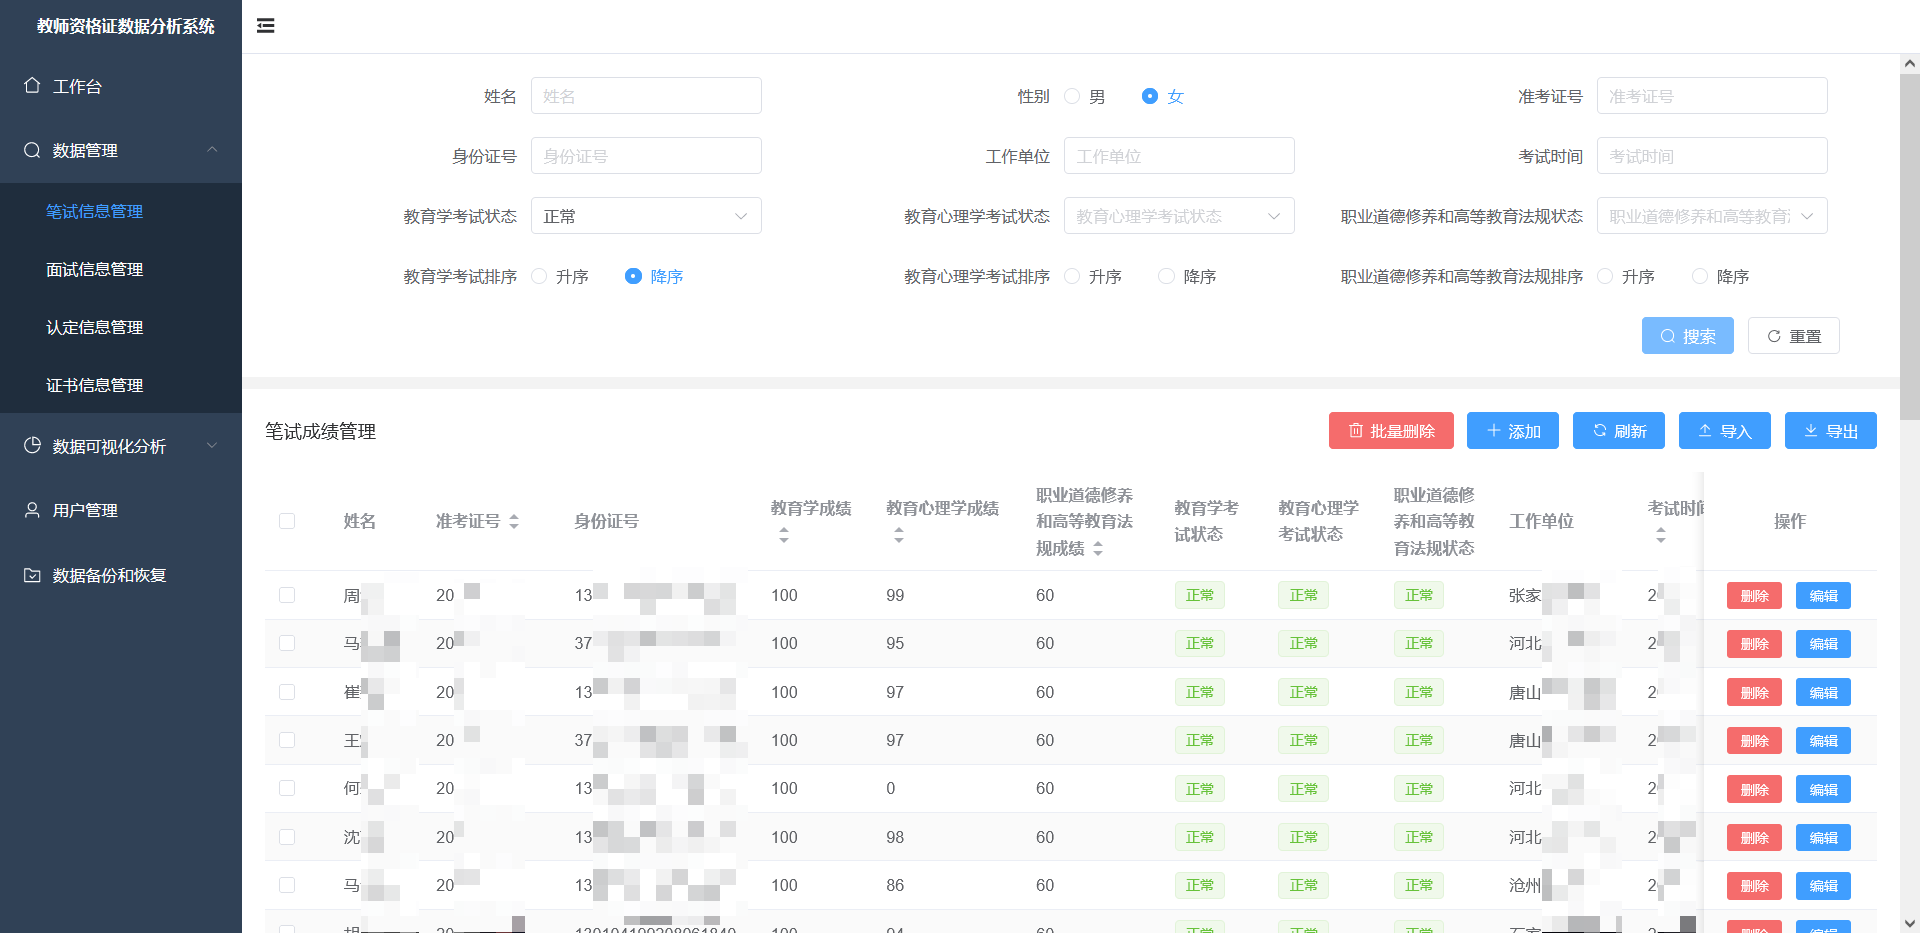 教师资格证数据分析系统
工作台
数据管理
笔试信息管理
面试信息管理
认定信息管理
证书信息管理
数据可视化分析
用户管理
数据备份和恢复
姓名 姓名 性别 男 女 准考证号 准考证号
身份证号 身份证号 工作单位 工作单位 考试时间 考试时间
教育学考试状态 正常 教育心理学考试状态 教育心理学考试状态 职业道德修养和高等教育法规状态 职业道德修养和高等教育
教育学考试排序 升序 降序 教育心理学考试排序 升序 降序 职业道德修养和高等教育法规排序 升序 降序
搜索 重置
笔试成绩管理 批量删除 添加 刷新 导入 导出
姓名 准考证号 身份证号 教育学成绩 教育心理学成绩 职业道德修养和高等教育法规成绩 教育学考试状态 教育心理学考试状态 职业道德修养和高等教育法规状态 工作单位 考试时间 操作
周 20 13 100 99 60 正常 正常 正常 张家 2 删除 编辑
马 20 37 100 95 60 正常 正常 正常 河北 2 删除 编辑
崔 20 13 100 97 60 正常 正常 正常 唐山 2 删除 编辑
王 20 37 100 97 60 正常 正常 正常 唐山 2 删除 编辑
何 20 13 100 0 60 正常 正常 正常 河北 2 删除 编辑
沈 20 13 100 98 60 正常 正常 正常 河北 2 删除 编辑
马 20 13 100 86 60 正常 正常 正常 沧州 2 删除 编辑